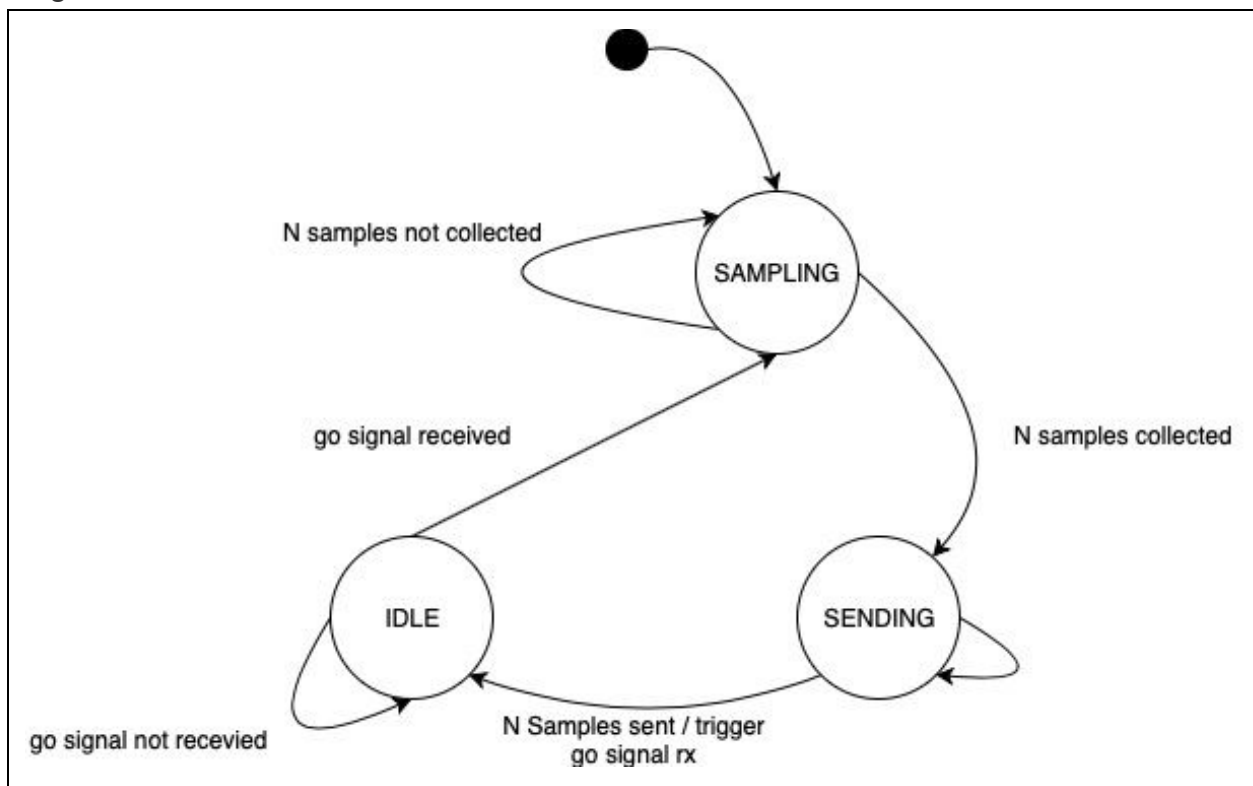 N samples not collected
SAMPLING
go signal received
N samples collected
IDLE
SENDING
N Samples sent / trigger
go signal rx
go signal not recevied